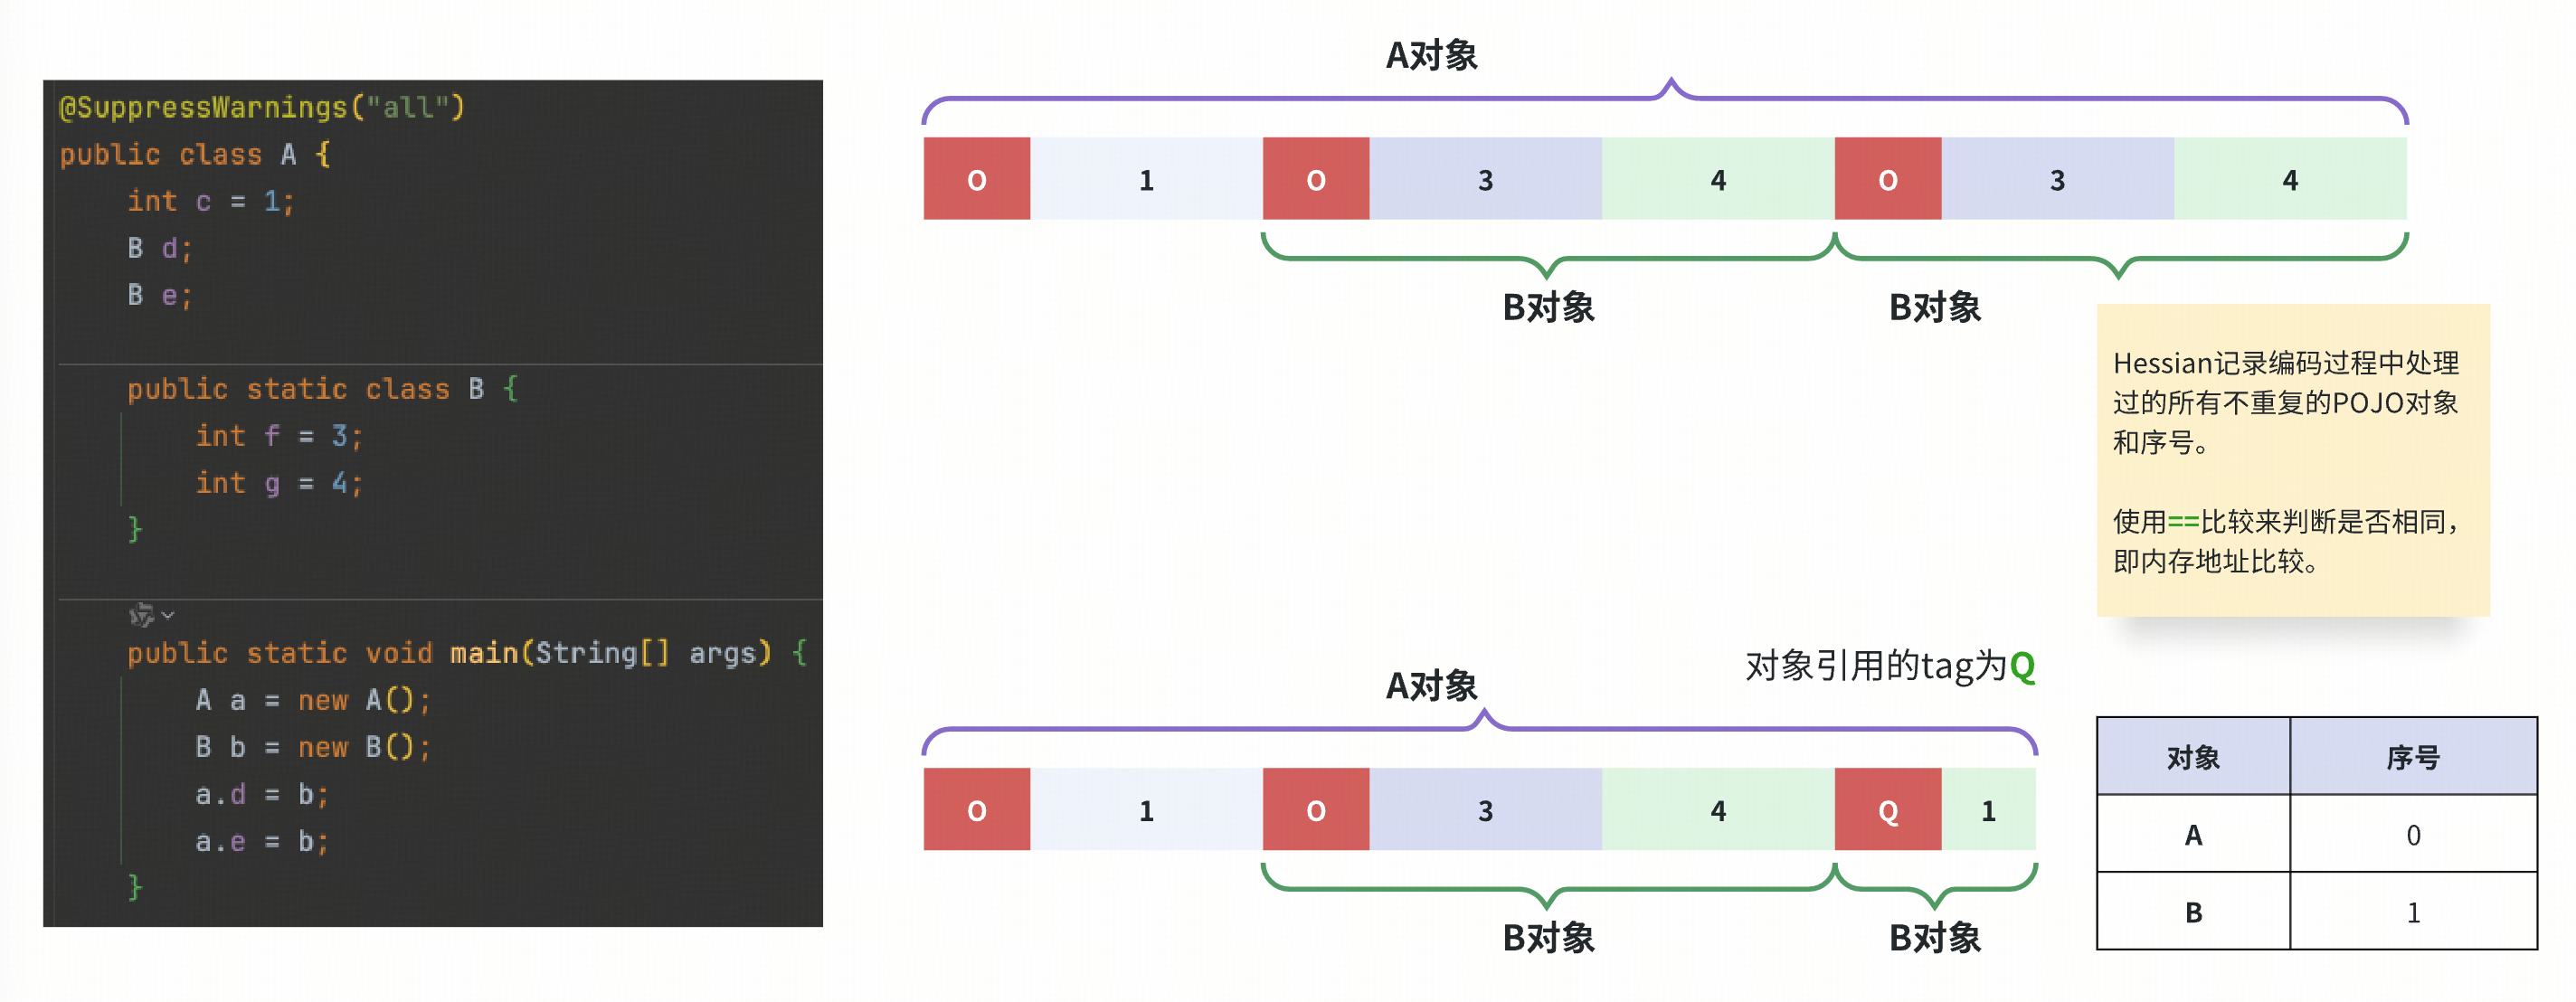 @SuppressWarnings("all")
public class A {
int c = 1;
B d;
B e;
public static class B {
int f = 3;
int g = 4;
}
public static void main(String[] args) {
A a = new A();
B b = new B();
a.d = b;
a.e = b;
}
A对象
O 1 O 3 4 O 3 4
B对象 B对象
Hessian记录编码过程中处理
过的所有不重复的POJO对象
和序号。
使用==比较来判断是否相同，
即内存地址比较。
对象引用的tag为Q
A对象
O 1 O 3 4 Q 1
B对象 B对象
对象 序号
A 0
B 1